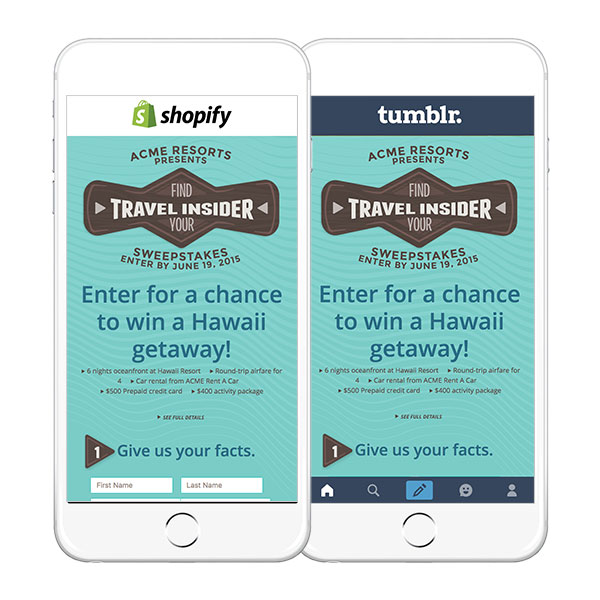 shopify
ACME RESORTS
PRESENTS
FIND
TRAVEL INSIDER
YOUR
SWEEPSTAKES
ENTER BY JUNE 19, 2015
Enter for a chance
to win a Hawaii
getaway!
6 nights oceanfront at Hawaii Resort ▸ Round-trip airfare for
4 ▸ Car rental from ACME Rent A Car
▸ $500 Prepaid credit card ▸ $400 activity package
▸ SEE FULL DETAILS
1 Give us your facts.
First Name Last Name
tumblr.
ACME RESORTS
PRESENTS
FIND
TRAVEL INSIDER
YOUR
SWEEPSTAKES
ENTER BY JUNE 19, 2015
Enter for a chance
to win a Hawaii
getaway!
▸ 6 nights oceanfront at Hawaii Resort ▸ Round-trip airfare for
4 ▸ Car rental from ACME Rent A Car
▸ $500 Prepaid credit card ▸ $400 activity package
▸ SEE FULL DETAILS
1 Give us your facts.